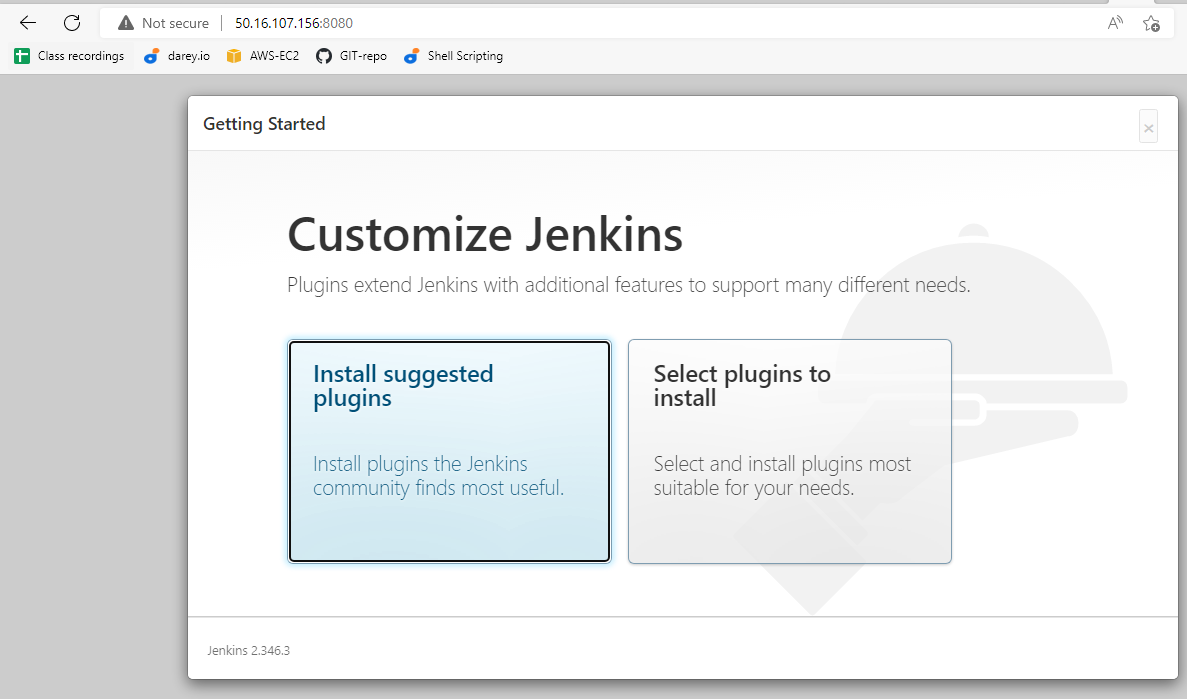 Not secure 50.16.107.156:8080
Class recordings darey.io AWS-EC2 GIT-repo Shell Scripting
Getting Started
Customize Jenkins
Plugins extend Jenkins with additional features to support many different needs.
Install suggested
plugins
Install plugins the Jenkins
community finds most useful.
Select plugins to
install
Select and install plugins most
suitable for your needs.
Jenkins 2.346.3